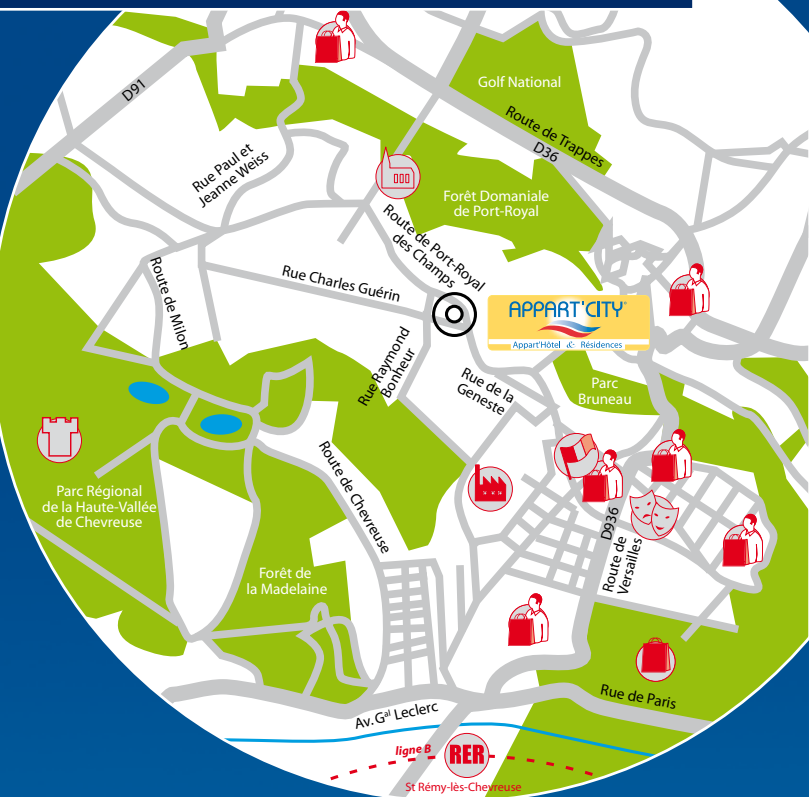 D91
Golf National
Route de Trappes
D36
Rue Paul et
Jeanne Weiss
Forêt Domaniale
de Port-Royal
Route de Port-Royal
des Champs
Route de Milon
Rue Charles Guérin
APPART'CITY
Appart'Hôtel & Résidences
Rue Raymond
Bonheur
Rue de la
Geneste
Parc
Bruneau
Parc Régional
de la Haute-Vallée
de Chevreuse
Route de Chevreuse
D936
Route de
Versailles
Forêt de
la Madelaine
Rue de Paris
Av. Gal Leclerc
ligne B
RER
St Rémy-lès-Chevreuse